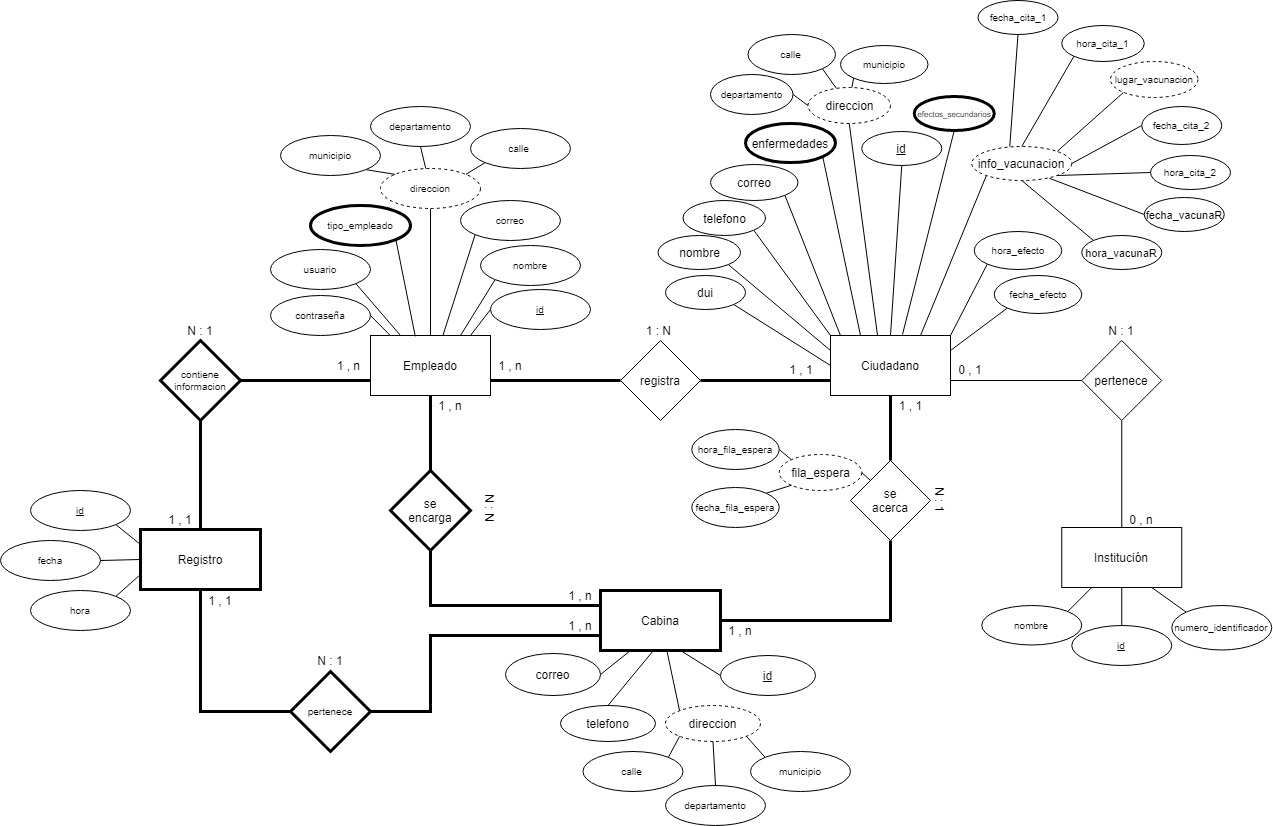 fecha_cita_1
hora_cita_1
calle
municipio
lugar_vacunacion
departamento
direccion
efectos_secundarios
fecha_cita_2
departamento
enfermedades
id
calle
municipio
info_vacunacion
hora_cita_2
direccion
correo
fecha_vacunaR
tipo_empleado
correo
telefono
nombre
hora_efecto
hora_vacunaR
usuario
nombre
dui
fecha_efecto
contraseña
id
N : 1
1 : N
N : 1
contiene
informacion
1 , n
Empleado
1 , n
registra
1 , 1
Ciudadano
0 , 1
pertenece
1 , n
1 , 1
hora_fila_espera
fila_espera
fecha_fila_espera
se
acerca
N : 1
se
encarga
N : N
id
1 , 1
fecha
Registro
hora
1 , 1
0 , n
Institución
nombre
id
numero_identificador
1 , n
Cabina
1 , n
1 , n
N : 1
pertenece
correo
id
telefono
direccion
calle
municipio
departamento